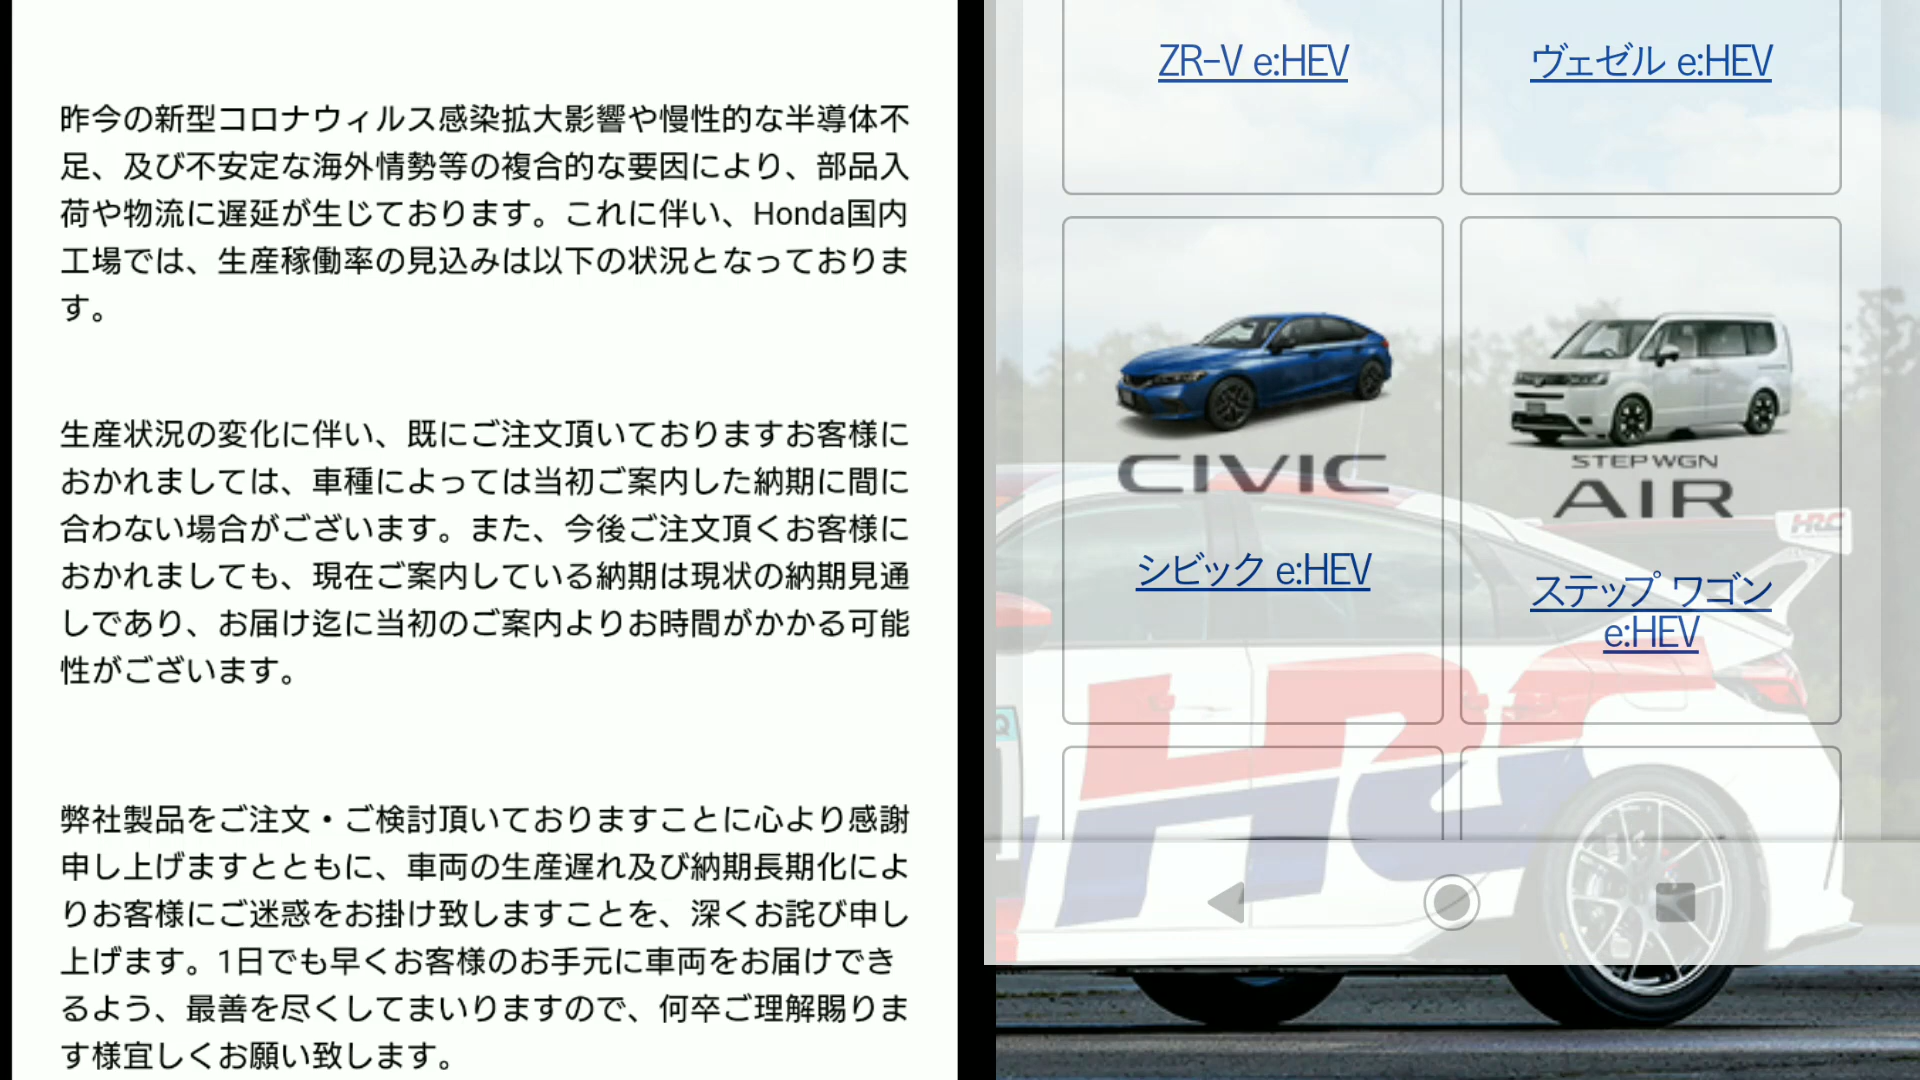 昨今の新型コロナウィルス感染拡大影響や慢性的な半導体不
足、及び不安定な海外情勢等の複合的な要因により、部品入
荷や物流に遅延が生じております。これに伴い、Honda国内
工場では、生産稼働率の見込みは以下の状況となっておりま
す。
生産状況の変化に伴い、既にご注文頂いておりますお客様に
おかれましては、車種によっては当初ご案内した納期に間に
合わない場合がございます。また、今後ご注文頂くお客様に
おかれましても、現在ご案内している納期は現状の納期見通
しであり、お届け迄に当初のご案内よりお時間がかかる可能
性がございます。
弊社製品をご注文・ご検討頂いておりますことに心より感謝
申し上げますとともに、車両の生産遅れ及び納期長期化によ
りお客様にご迷惑をお掛け致しますことを、深くお詫び申し
上げます。1日でも早くお客様のお手元に車両をお届けでき
るよう、最善を尽くしてまいりますので、何卒ご理解賜りま
す様宜しくお願い致します。
ZR-V e:HEV
ヴェゼル e:HEV
CIVIC
シビック e:HEV
STEPWGN
AIR
ステップ ワゴン
e:HEV
HRC
HRC